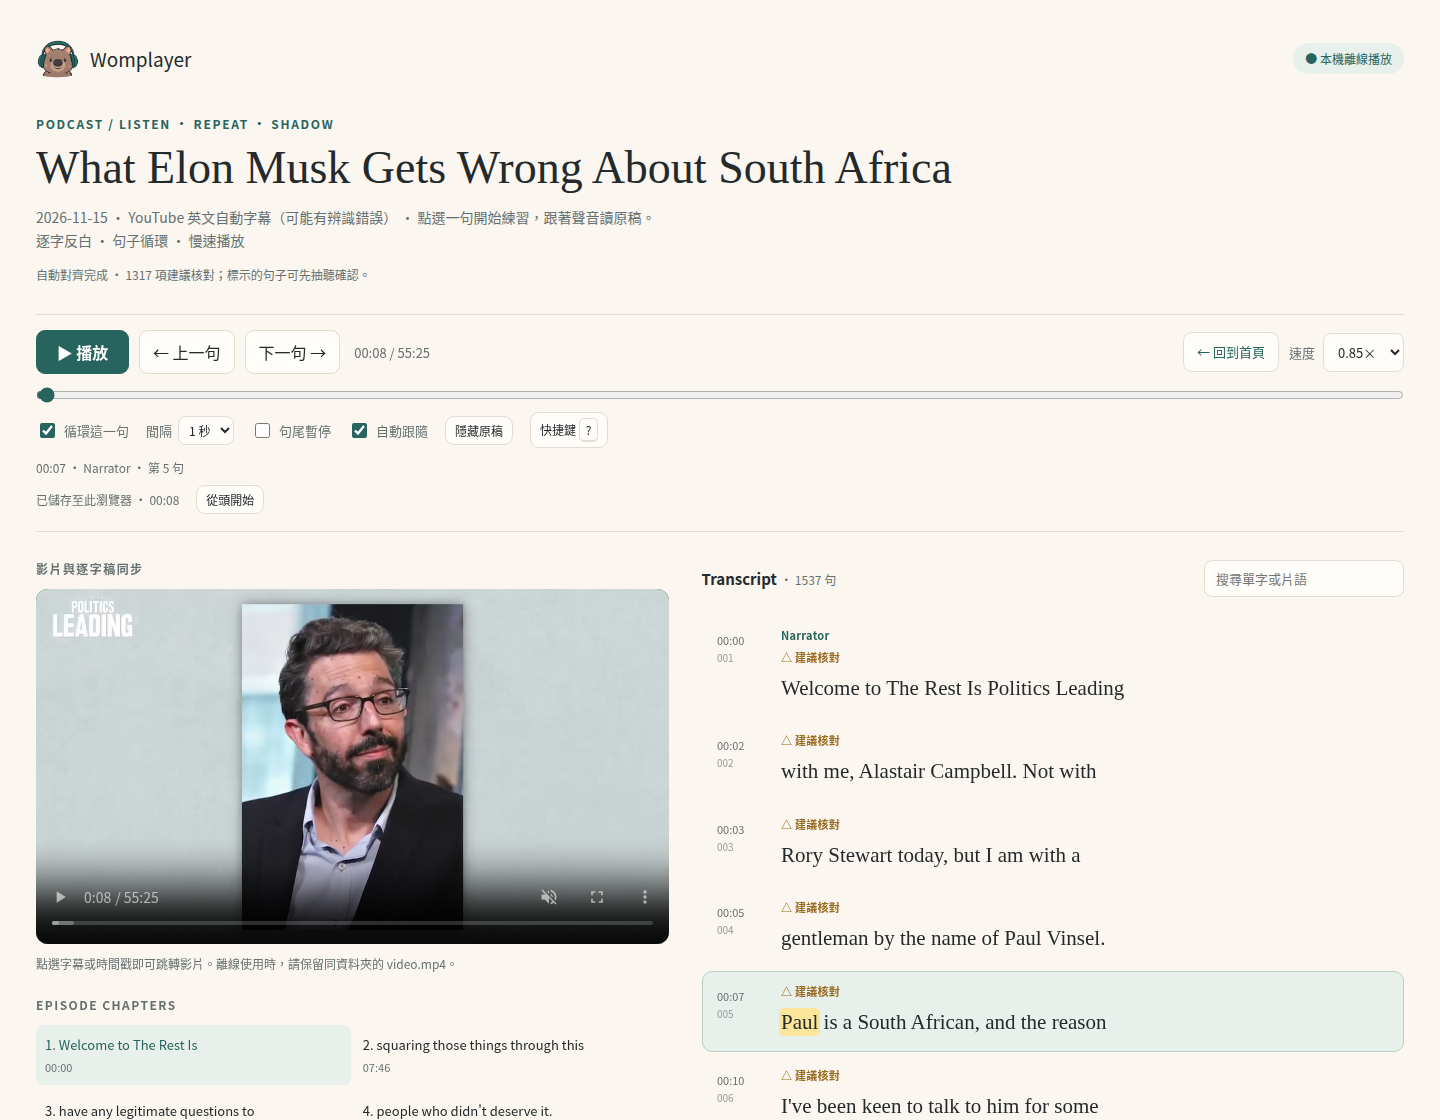 Womplayer
● 本機離線播放
PODCAST / LISTEN · REPEAT · SHADOW
What Elon Musk Gets Wrong About South Africa
2026-11-15 · YouTube 英文自動字幕（可能有辨識錯誤） · 點選一句開始練習，跟著聲音讀原稿。
逐字反白 · 句子循環 · 慢速播放
自動對齊完成 · 1317 項建議核對；標示的句子可先抽聽確認。
▶ 播放
← 上一句
下一句 →
00:08 / 55:25
← 回到首頁
速度
0.85×
循環這一句
間隔
1 秒
句尾暫停
自動跟隨
隱藏原稿
快捷鍵 ?
00:07 · Narrator · 第 5 句
已儲存至此瀏覽器 · 00:08
從頭開始
影片與逐字稿同步
POLITICS
LEADING
0:08 / 55:25
點選字幕或時間戳即可跳轉影片。離線使用時，請保留同資料夾的 video.mp4。
EPISODE CHAPTERS
1. Welcome to The Rest Is
00:00
2. squaring those things through this
07:46
3. have any legitimate questions to
4. people who didn't deserve it.
Transcript · 1537 句
搜尋單字或片語
00:00
001
Narrator
△ 建議核對
Welcome to The Rest Is Politics Leading
00:02
002
△ 建議核對
with me, Alastair Campbell. Not with
00:03
003
△ 建議核對
Rory Stewart today, but I am with a
00:05
004
△ 建議核對
gentleman by the name of Paul Vinsel.
00:07
005
△ 建議核對
Paul is a South African, and the reason
00:10
006
△ 建議核對
I've been keen to talk to him for some